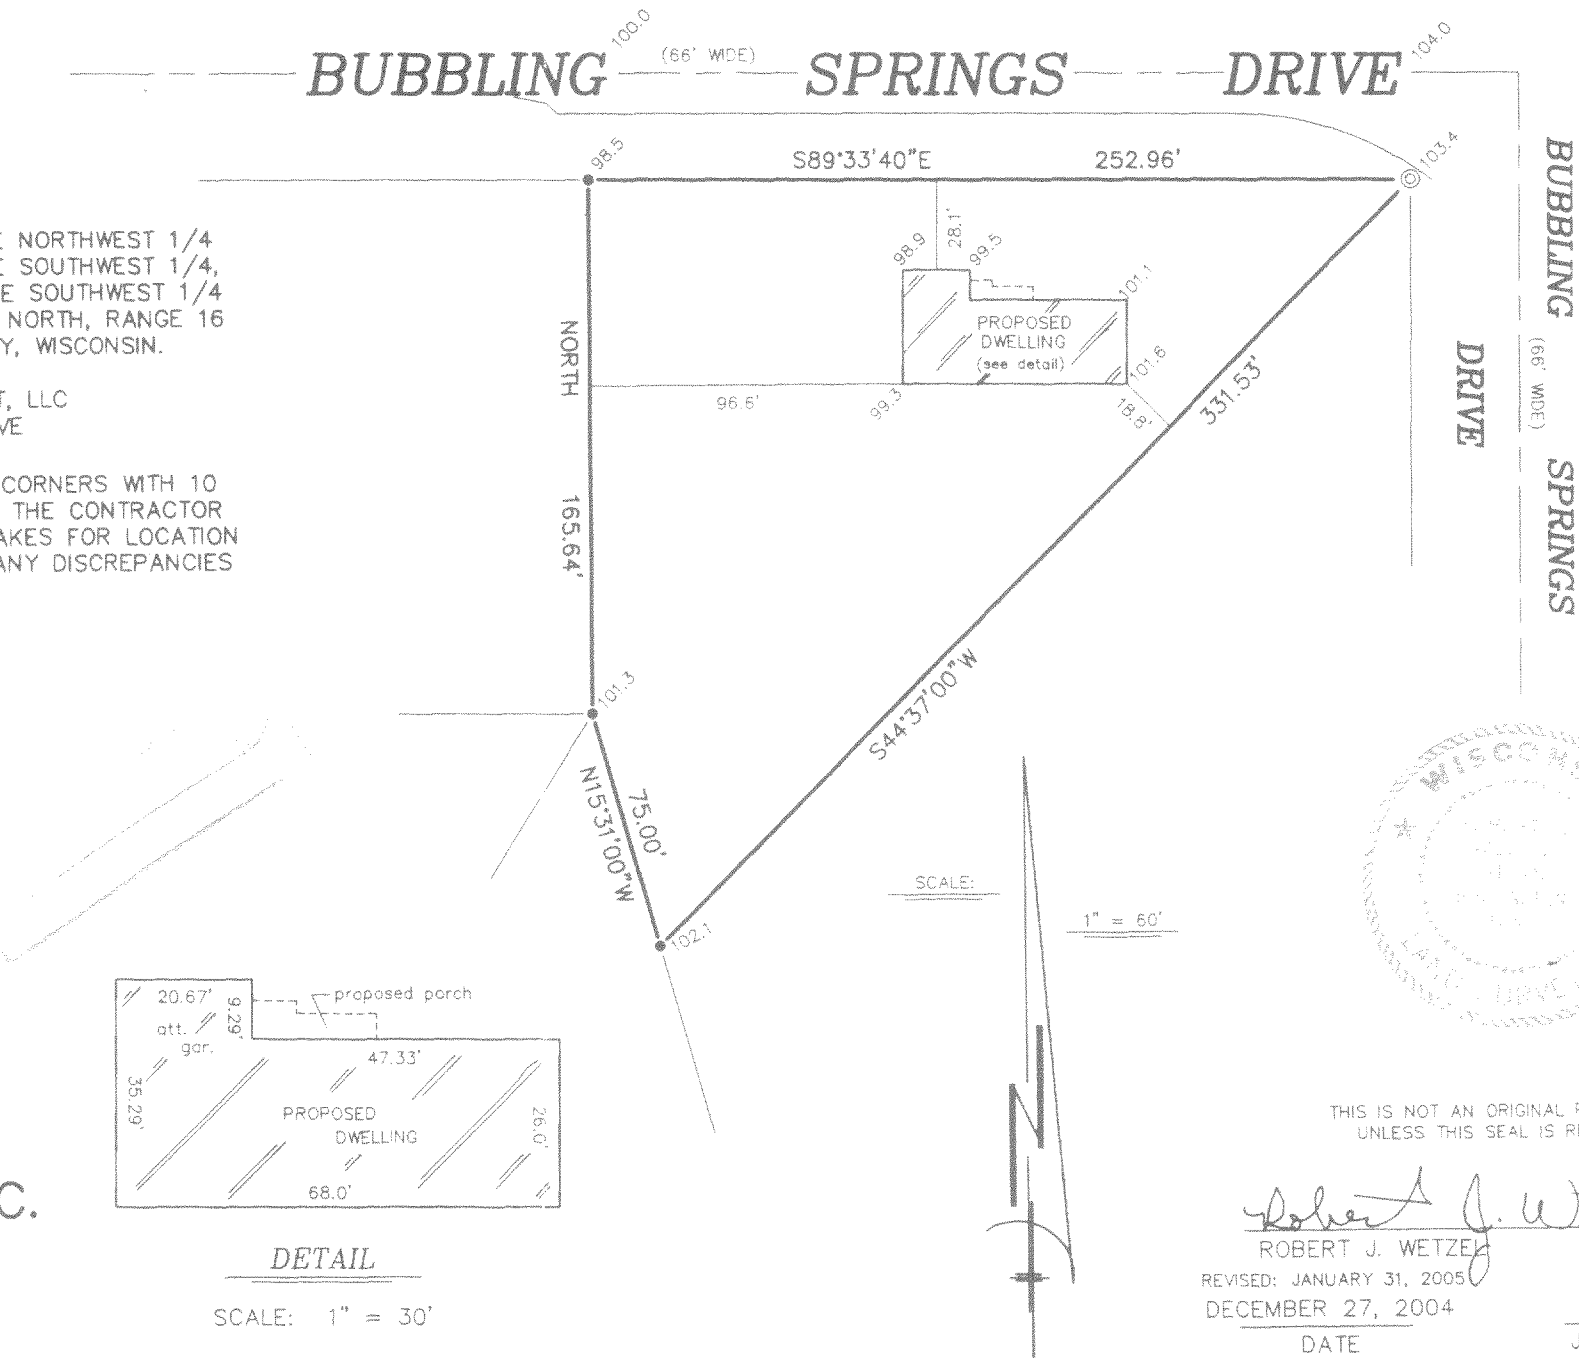 100.0
104.0
BUBBLING (66' WIDE) SPRINGS DRIVE
98.5
S89°33'40"E 252.96'
103.4
BUBBLING (66' WIDE) SPRINGS
DRIVE
NORTHWEST 1/4
SOUTHWEST 1/4,
SOUTHWEST 1/4
NORTH, RANGE 16
WISCONSIN.
LLC
CORNERS WITH 10
THE CONTRACTOR
FOR LOCATION
ANY DISCREPANCIES
98.9
28.1'
99.5
101.1
PROPOSED
DWELLING
(see detail)
101.6
99.3
96.6'
18.8'
NORTH 165.64'
331.53'
S44°37'00"W
101.3
N15°31'00"W
75.00'
102.1
SCALE:
1" = 60'
N
WISCONS
20.67'
9.29'
proposed porch
att.
gar.
47.33'
35.29'
PROPOSED
DWELLING
26.0'
68.0'
C.
DETAIL
SCALE: 1" = 30'
THIS IS NOT AN ORIGINAL
UNLESS THIS SEAL IS
Robert J. W
ROBERT J. WETZEL
REVISED: JANUARY 31, 2005
DECEMBER 27, 2004
DATE